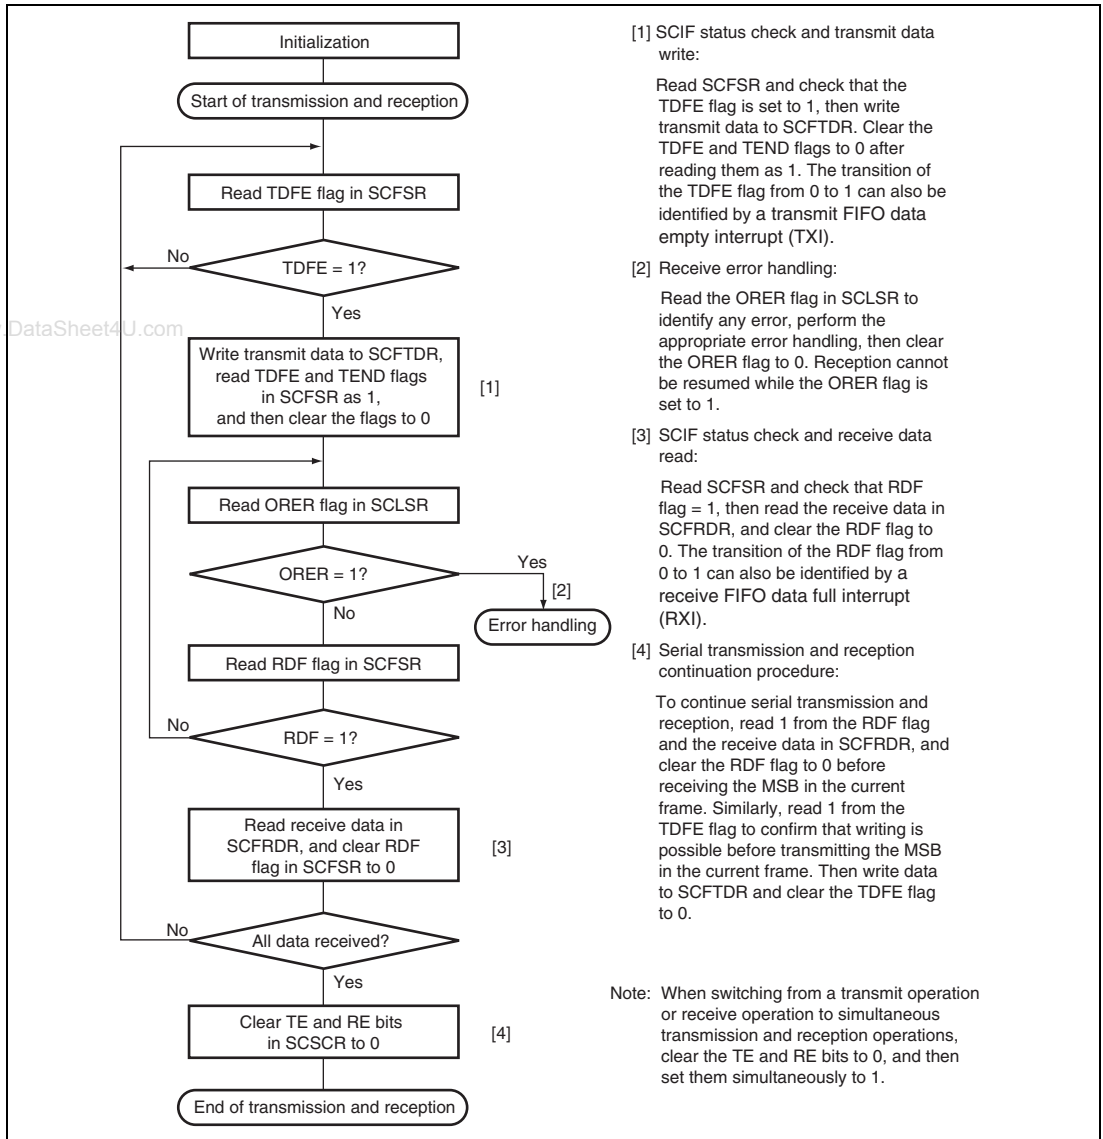 Initialization
Start of transmission and reception
Read TDFE flag in SCFSR
No
TDFE = 1?
Yes
.DataSheet4U.com
Write transmit data to SCFTDR,
read TDFE and TEND flags
in SCFSR as 1,
and then clear the flags to 0
[1]
Read ORER flag in SCLSR
ORER = 1?
Yes
[2]
No
Error handling
Read RDF flag in SCFSR
No
RDF = 1?
Yes
Read receive data in
SCFRDR, and clear RDF
flag in SCFSR to 0
[3]
No
All data received?
Yes
Clear TE and RE bits
in SCSCR to 0
[4]
End of transmission and reception
[1] SCIF status check and transmit data
write:
Read SCFSR and check that the
TDFE flag is set to 1, then write
transmit data to SCFTDR. Clear the
TDFE and TEND flags to 0 after
reading them as 1. The transition of
the TDFE flag from 0 to 1 can also be
identified by a transmit FIFO data
empty interrupt (TXI).
[2] Receive error handling:
Read the ORER flag in SCLSR to
identify any error, perform the
appropriate error handling, then clear
the ORER flag to 0. Reception cannot
be resumed while the ORER flag is
set to 1.
[3] SCIF status check and receive data
read:
Read SCFSR and check that RDF
flag = 1, then read the receive data in
SCFRDR, and clear the RDF flag to
0. The transition of the RDF flag from
0 to 1 can also be identified by a
receive FIFO data full interrupt
(RXI).
[4] Serial transmission and reception
continuation procedure:
To continue serial transmission and
reception, read 1 from the RDF flag
and the receive data in SCFRDR, and
clear the RDF flag to 0 before
receiving the MSB in the current
frame. Similarly, read 1 from the
TDFE flag to confirm that writing is
possible before transmitting the MSB
in the current frame. Then write data
to SCFTDR and clear the TDFE flag
to 0.
Note: When switching from a transmit operation
or receive operation to simultaneous
transmission and reception operations,
clear the TE and RE bits to 0, and then
set them simultaneously to 1.